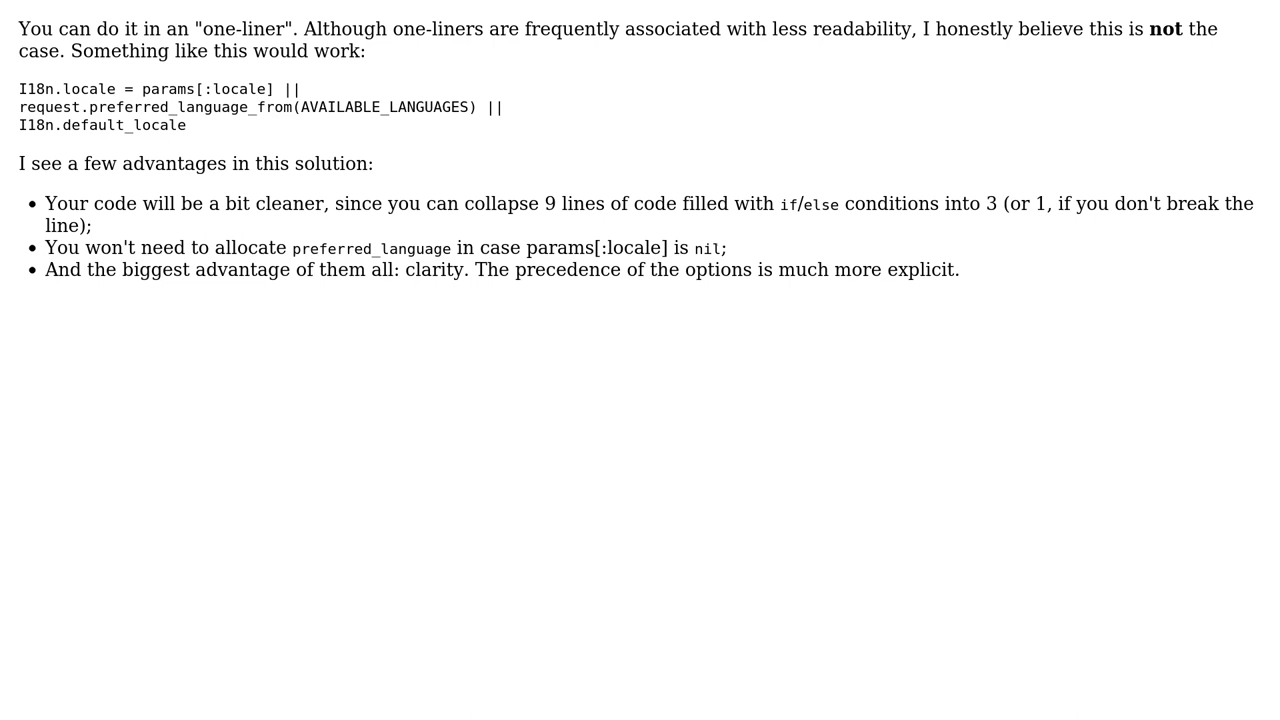 You can do it in an "one-liner". Although one-liners are frequently associated with less readability, I honestly believe this is not the
case. Something like this would work:
I18n.locale = params[:locale] ||
request.preferred_language_from(AVAILABLE_LANGUAGES) ||
I18n.default_locale
I see a few advantages in this solution:
• Your code will be a bit cleaner, since you can collapse 9 lines of code filled with if/else conditions into 3 (or 1, if you don't break the
line);
• You won't need to allocate preferred_language in case params[:locale] is nil;
• And the biggest advantage of them all: clarity. The precedence of the options is much more explicit.